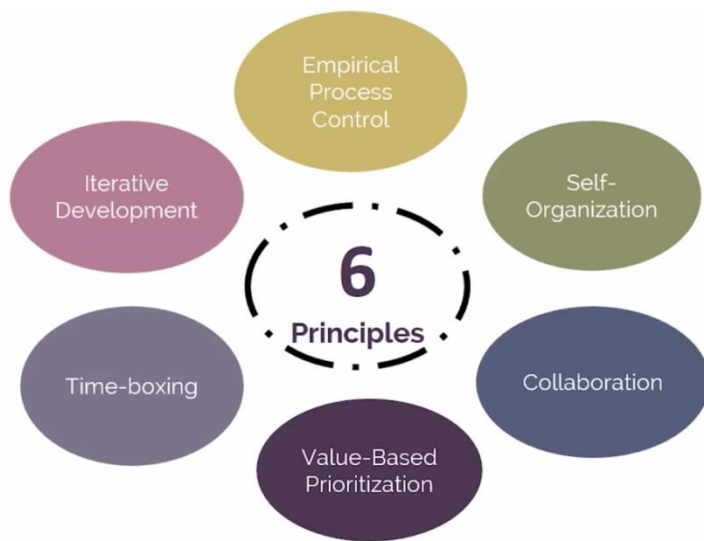 Empirical
Process
Control
Iterative
Development
Self-
Organization
6
Principles
Time-boxing
Collaboration
Value-Based
Prioritization